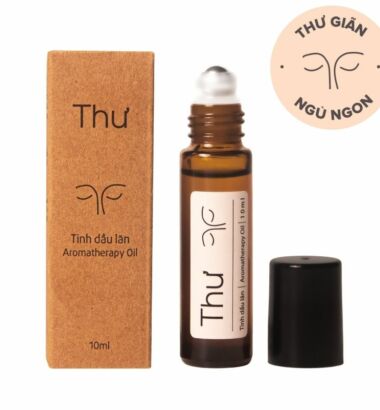 THƯ GIÃN
NGỦ NGON
Thư
Tinh dầu lăn
Aromatherapy Oil
10ml
Thư
Tinh dầu lăn | Aromatherapy Oil | 10ml